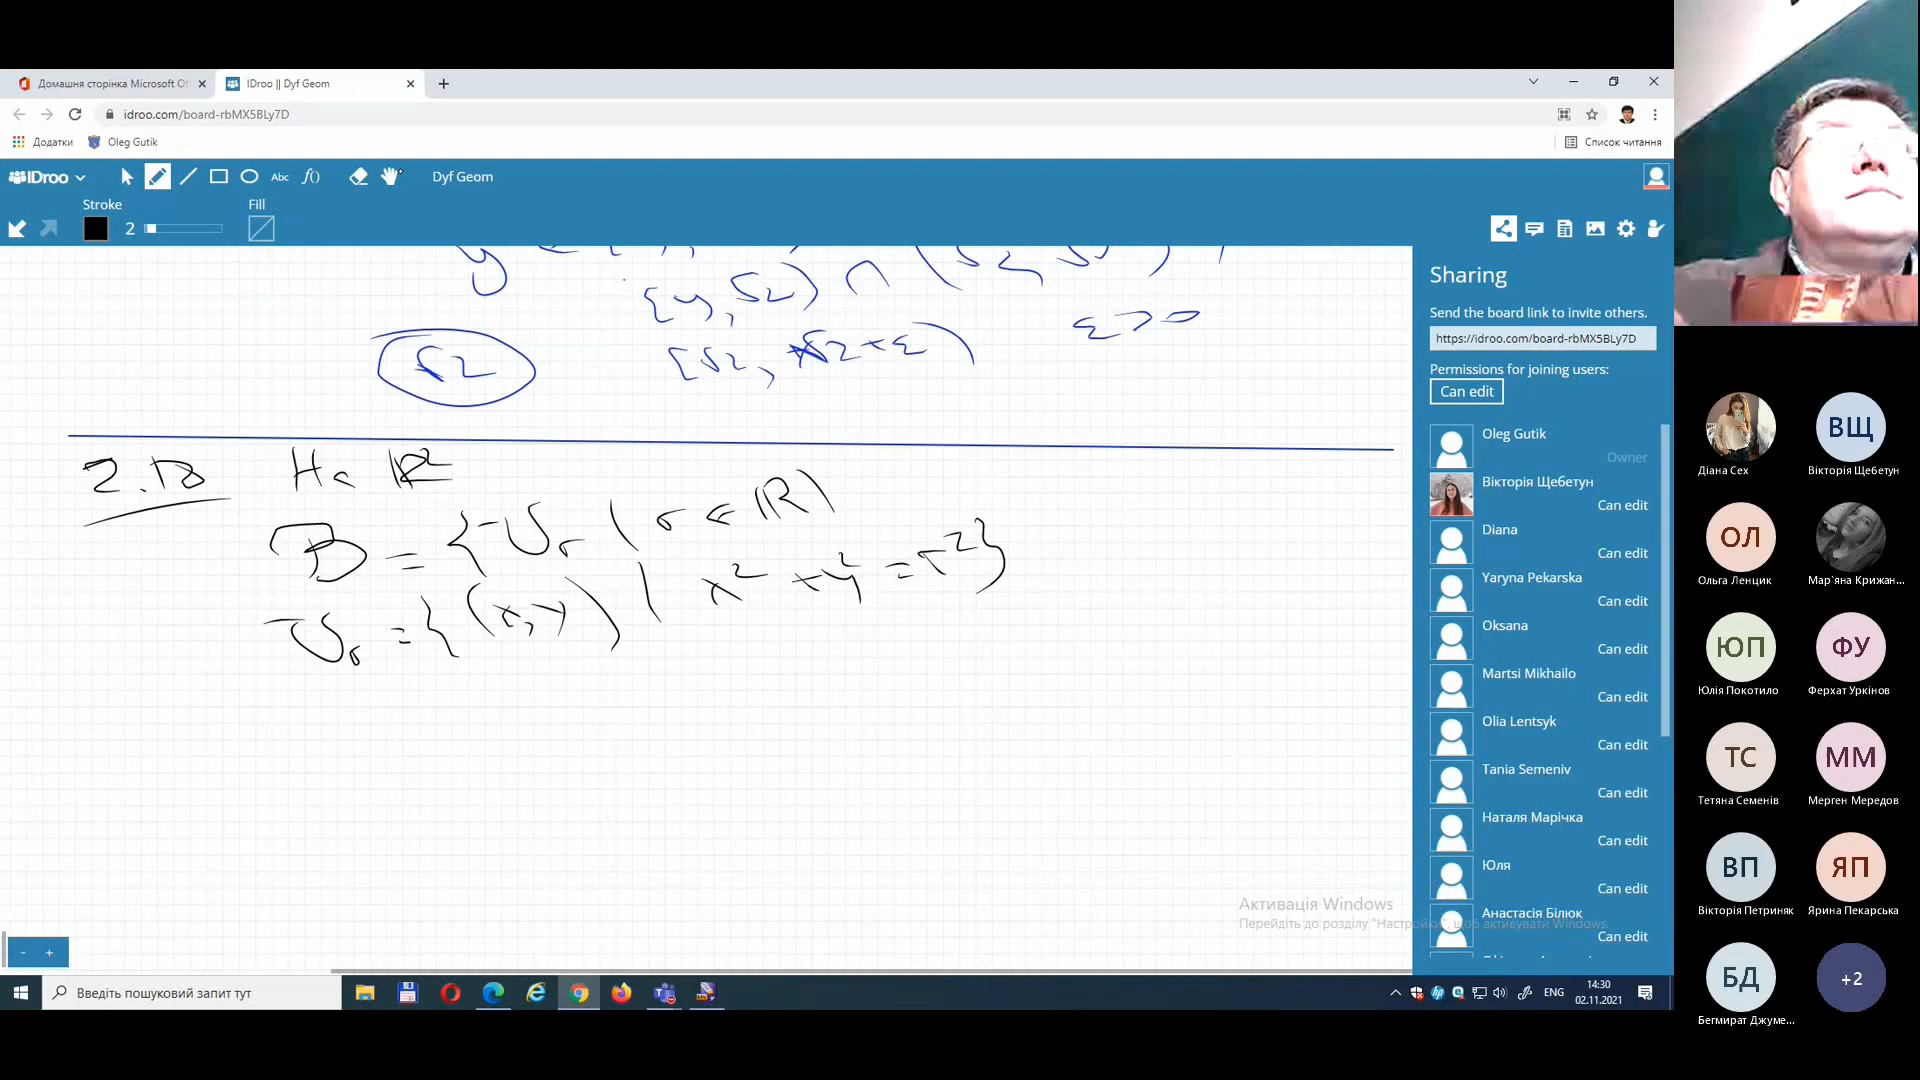 Домашня сторінка Microsoft Of
IDroo || Dyf Geom
idroo.com/board-rbMX5BLy7D
Додатки
Oleg Gutik
Список читання
IDroo
Abc
f()
Dyf Geom
Stroke
Fill
2
Sharing
Send the board link to invite others.
https://idroo.com/board-rbMX5BLy7D
Permissions for joining users:
Can edit
Oleg Gutik
Owner
Вікторія Щебетун
Can edit
Diana
Can edit
Yaryna Pekarska
Can edit
Oksana
Can edit
Martsi Mikhailo
Can edit
Olia Lentsyk
Can edit
Tania Semeniv
Can edit
Наталя Марічка
Can edit
Юля
Can edit
Анастасія Білюк
Can edit
√2
[√2, √2+ε)
ε>0
2.18 На ℝ²
B = {U_r | r ∈ ℝ}
U_r = {(x,y) | x² + y² = r²}
Активація Windows
Перейдіть до розділу "Настройки", щоб активувати Windows.
- +
Введіть пошуковий запит тут
ENG
14:30
02.11.2021
Діана Сех
ВЩ
Вікторія Щебетун
ОЛ
Ольга Ленцик
Мар`яна Крижан...
ЮП
Юлія Покотило
ФУ
Ферхат Уркінов
ТС
Тетяна Семенів
ММ
Мерген Мередов
ВП
Вікторія Петриняк
ЯП
Ярина Пекарська
БД
Бегмират Джуме...
+2